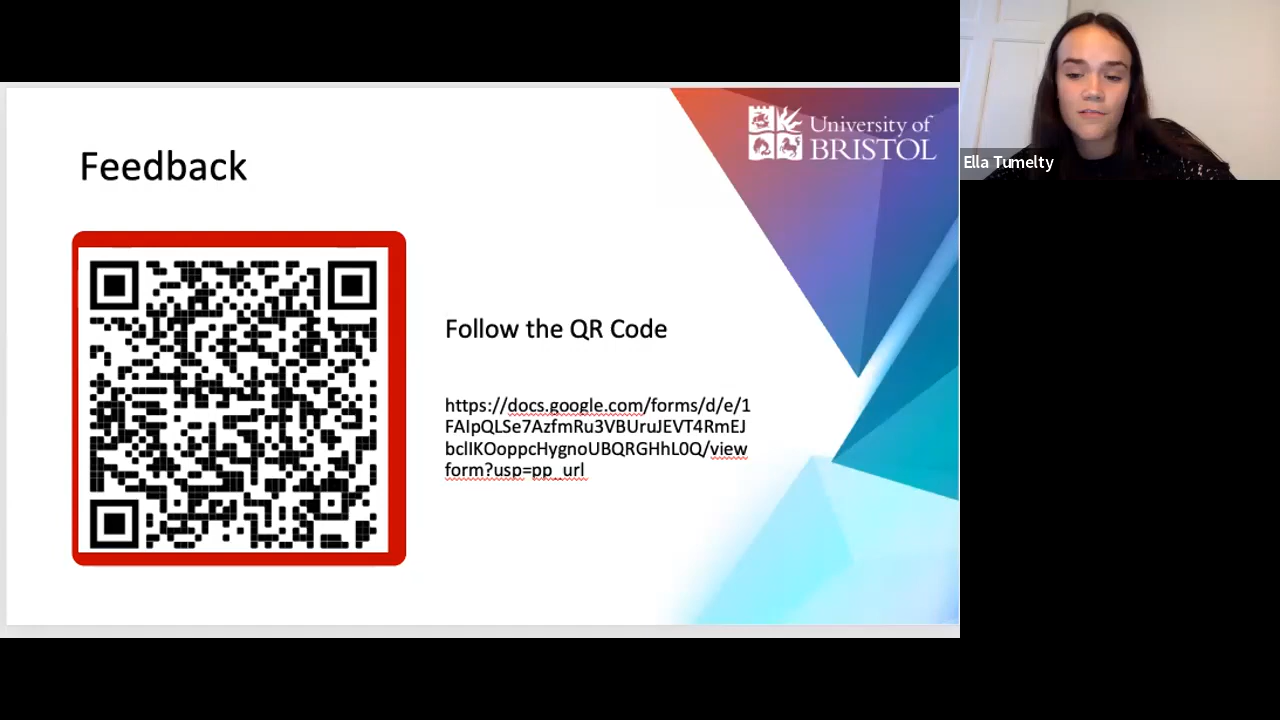 University of
BRISTOL
Ella Tumelty
Feedback
Follow the QR Code
https://docs.google.com/forms/d/e/1
FAIpQLSe7AzfmRu3VBUruJEVT4RmEJ
bclIKOoppcHygnoUBQRGHhL0Q/view
form?usp=pp_url